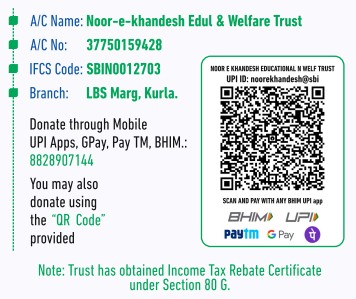 A/C Name: Noor-e-khandesh Edul & Welfare Trust
A/C No: 37750159428
IFCS Code: SBIN0012703
Branch: LBS Marg, Kurla.
Donate through Mobile
UPI Apps, GPay, Pay TM, BHIM.:
8828907144
You may also
donate using
the “QR Code”
provided
NOOR E KHANDESH EDUCATIONAL N WELF TRUST
UPI ID: noorekhandesh@sbi
SCAN AND PAY WITH ANY BHIM UPI app
BHIM UPI
Paytm G Pay पे
Note: Trust has obtained Income Tax Rebate Certificate
under Section 80 G.